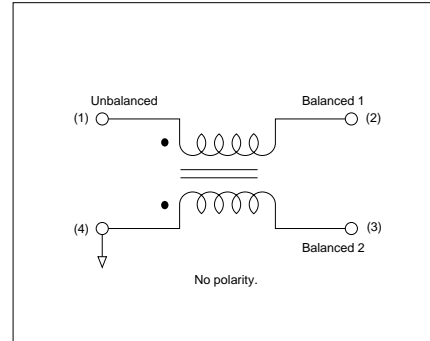 Unbalanced Balanced 1
(1) (2)
(4) (3)
Balanced 2
No polarity.